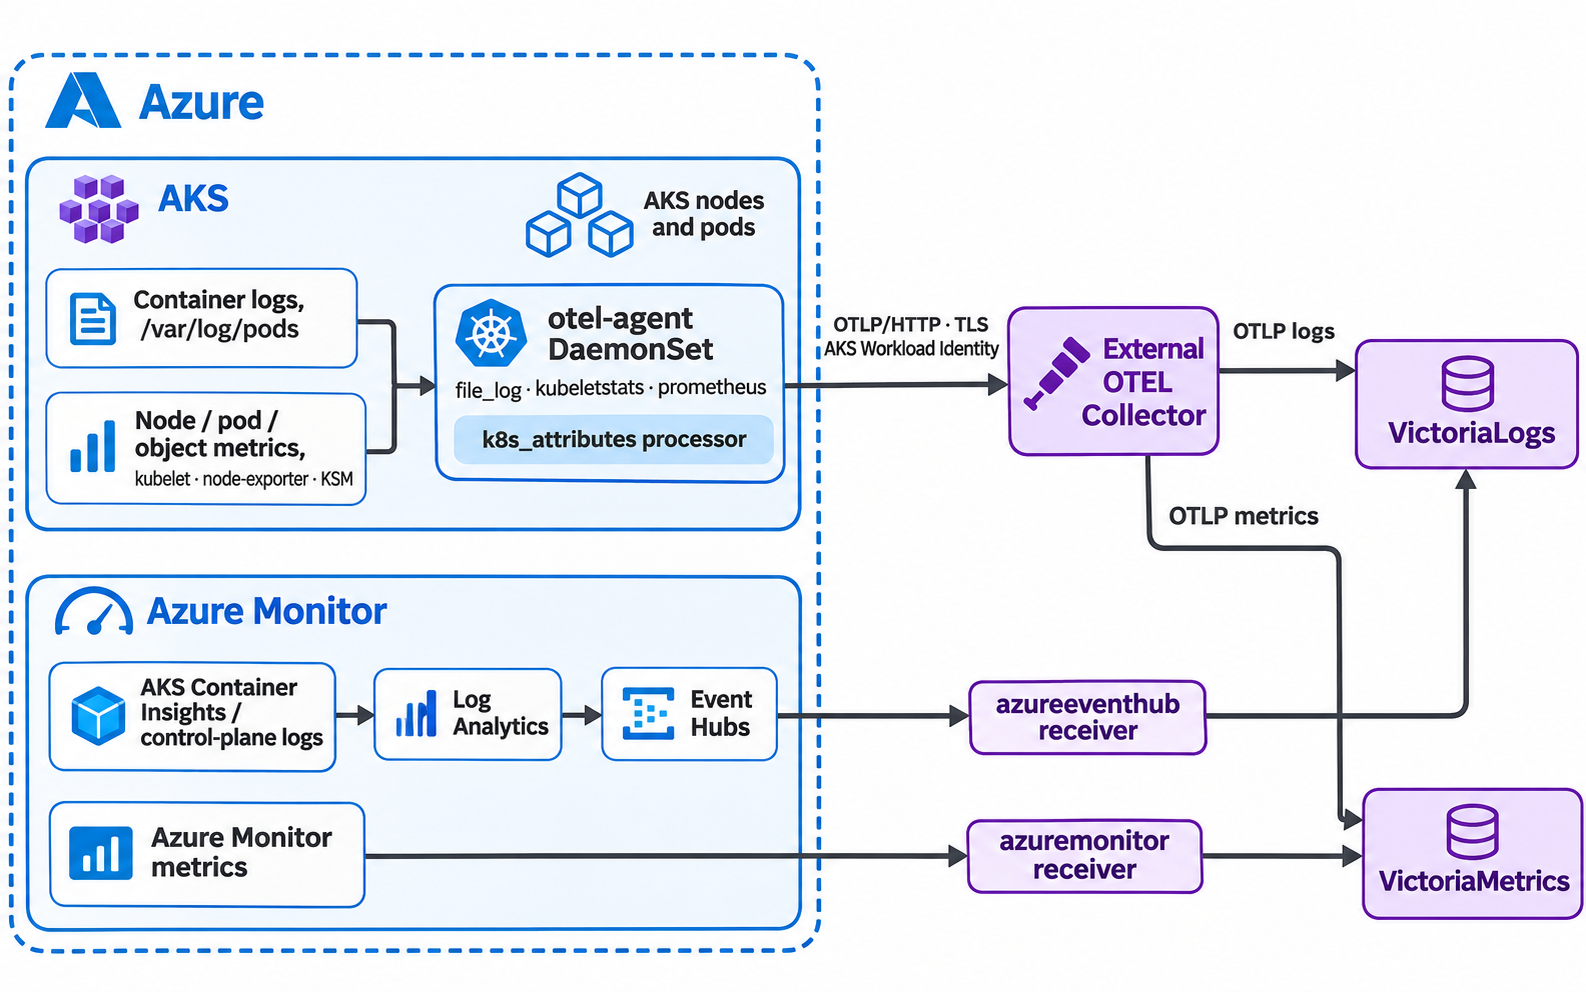 Azure
AKS
AKS nodes
and pods
Container logs,
/var/log/pods
Node / pod /
object metrics,
kubelet · node-exporter · KSM
otel-agent
DaemonSet
file_log · kubeletstats · prometheus
k8s_attributes processor
OTLP/HTTP · TLS
AKS Workload Identity
External
OTEL
Collector
OTLP logs
VictoriaLogs
OTLP metrics
Azure Monitor
AKS Container
Insights /
control-plane logs
Log
Analytics
Event
Hubs
azureeventhub
receiver
Azure Monitor
metrics
azuremonitor
receiver
VictoriaMetrics